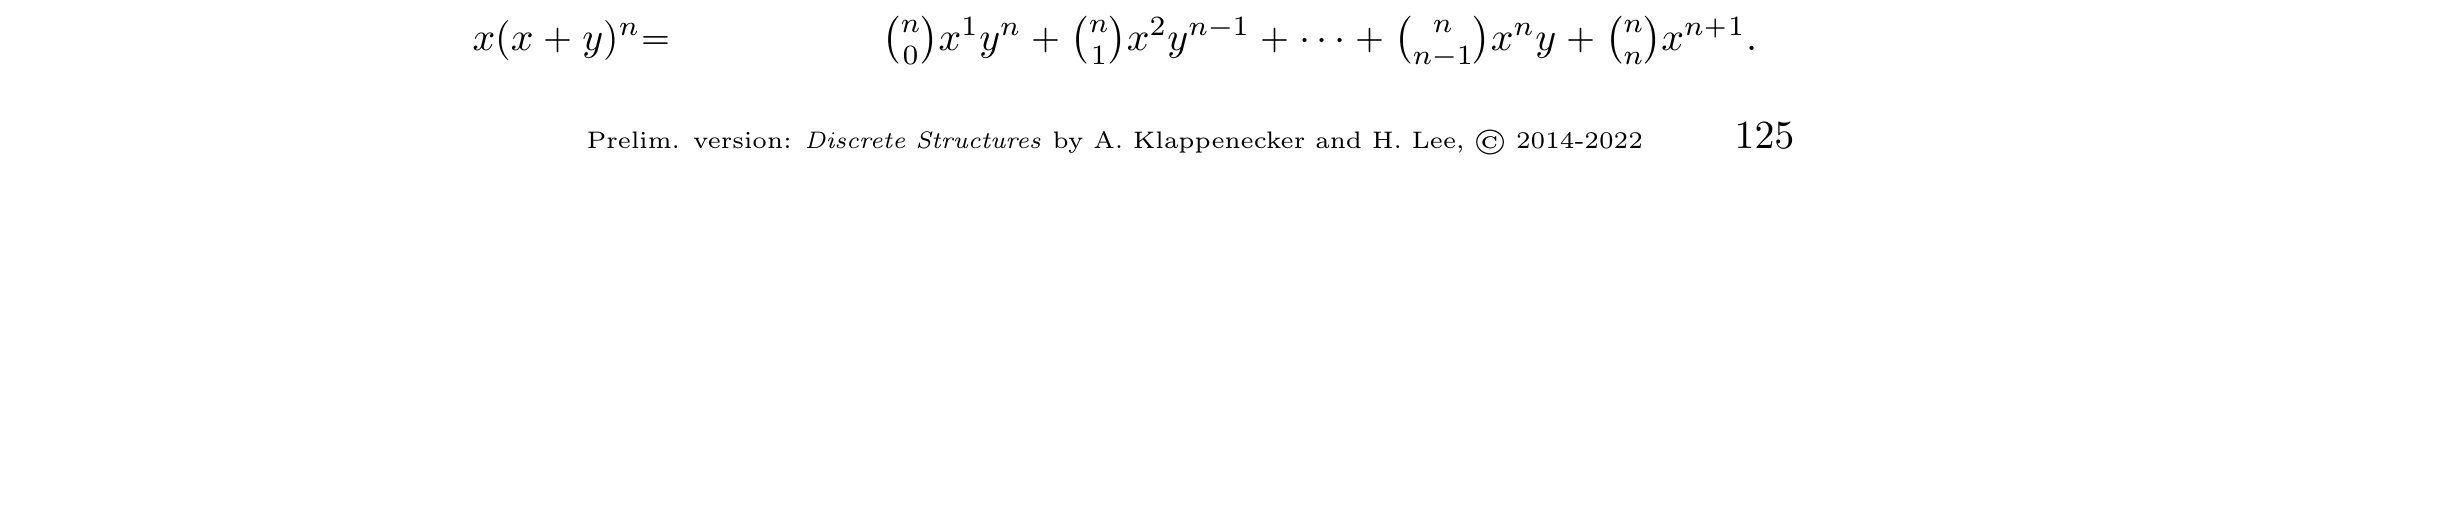 $x(x + y)^n = \binom{n}{0}x^1y^n + \binom{n}{1}x^2y^{n-1} + \cdots + \binom{n}{n-1}x^ny + \binom{n}{n}x^{n+1}.$
Prelim. version: Discrete Structures by A. Klappenecker and H. Lee, © 2014-2022 125